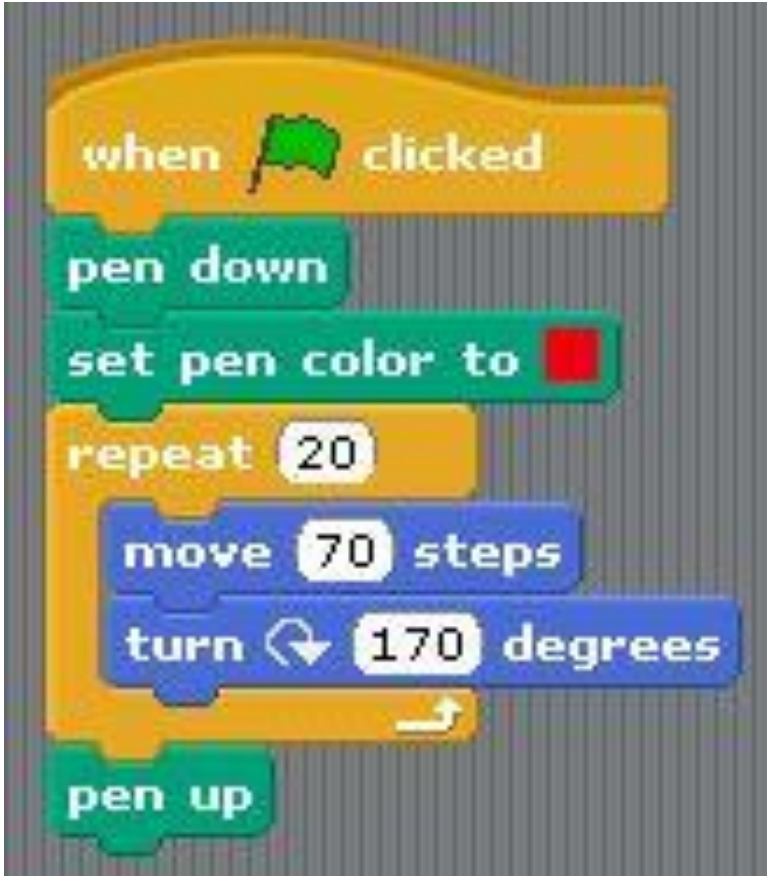 when clicked
pen down
set pen color to
repeat 20
move 70 steps
turn 170 degrees
pen up